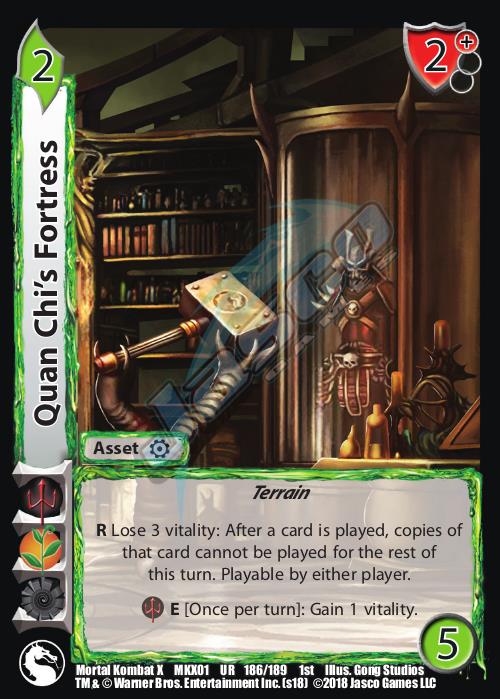 2
2 +
Quan Chi's Fortress
JASCO
GAMES
Asset
Terrain
R Lose 3 vitality: After a card is played, copies of
that card cannot be played for the rest of
this turn. Playable by either player.
E [Once per turn]: Gain 1 vitality.
5
Mortal Kombat X MKX01 UR 186/189 1st Illus. Gong Studios
TM & © Warner Bros. Entertainment Inc. (s18) ©2018 Jasco Games LLC